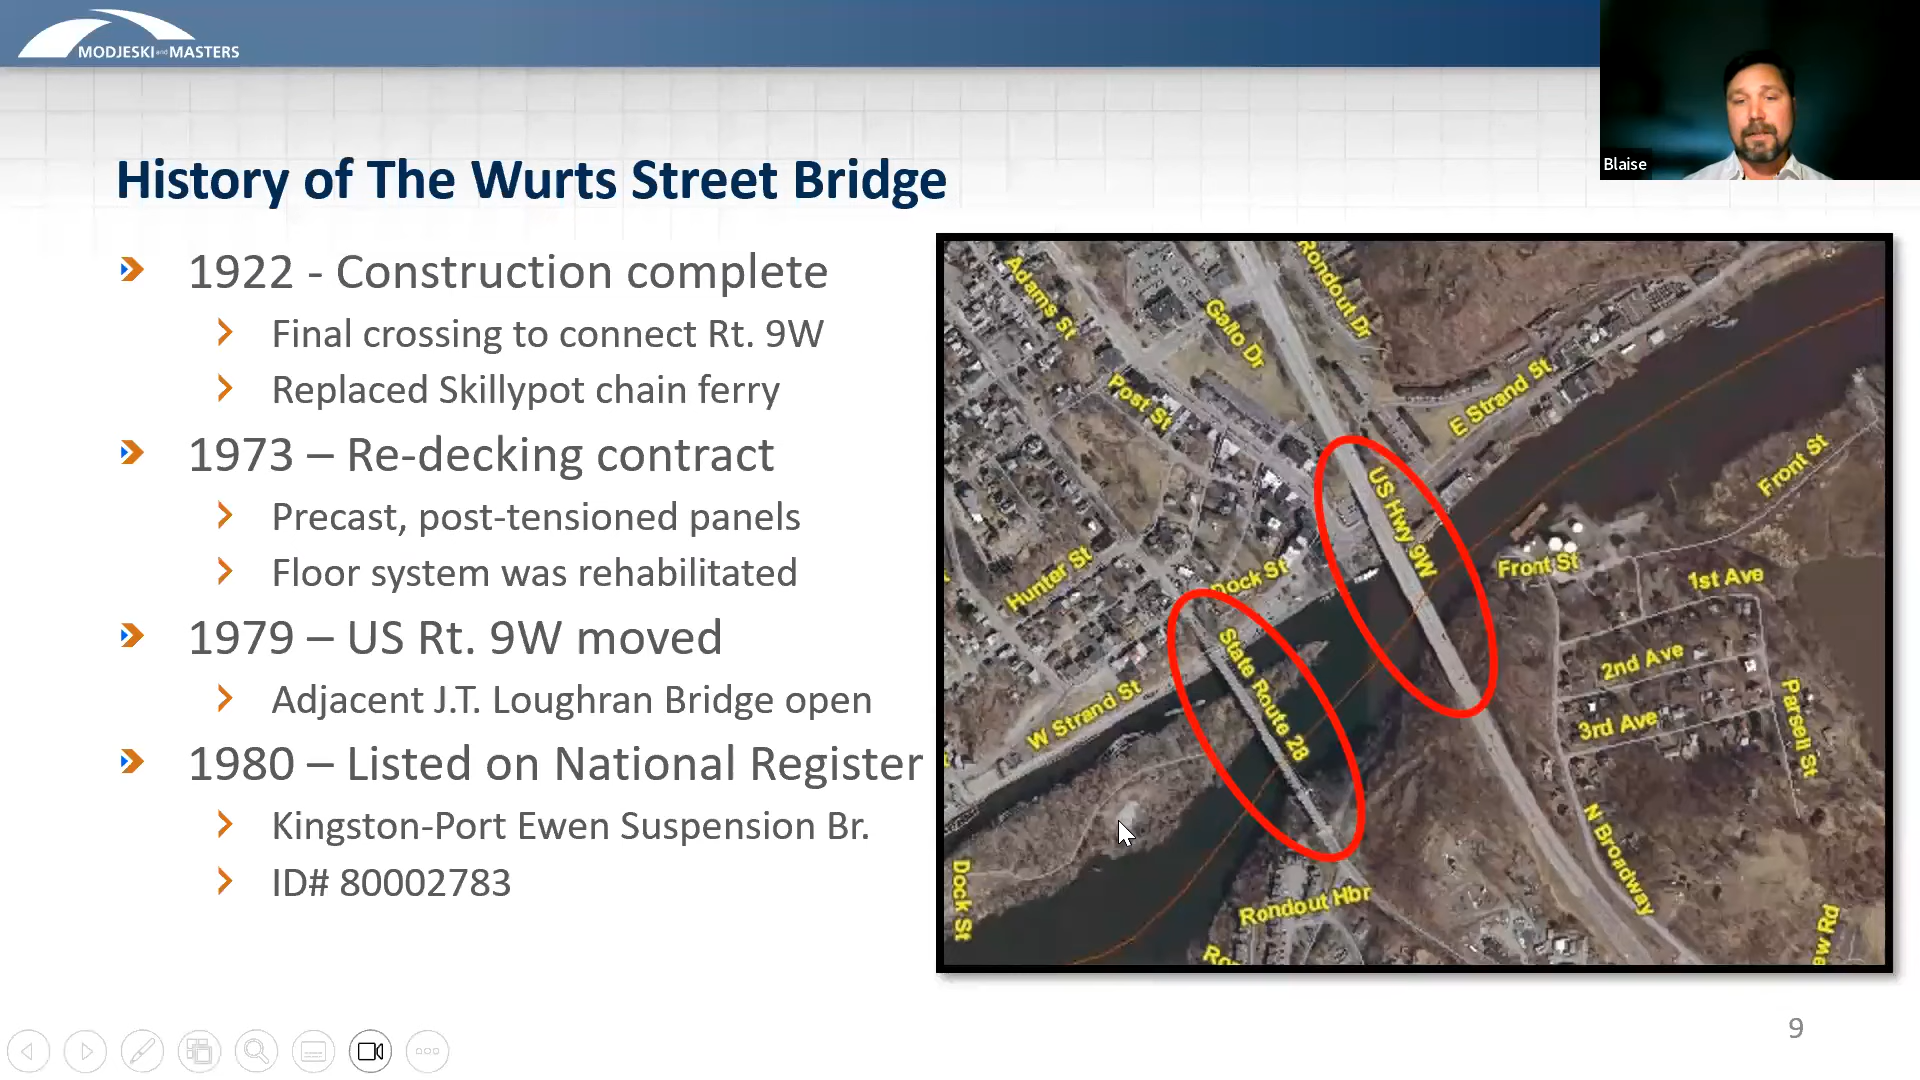 MODJESKI and MASTERS
Blaise
History of The Wurts Street Bridge
1922 - Construction complete
Final crossing to connect Rt. 9W
Replaced Skillypot chain ferry
1973 – Re-decking contract
Precast, post-tensioned panels
Floor system was rehabilitated
1979 – US Rt. 9W moved
Adjacent J.T. Loughran Bridge open
1980 – Listed on National Register
Kingston-Port Ewen Suspension Br.
ID# 80002783
Adams St
Gallo Dr
Rondout Dr
Post St
E Strand St
Front St
US Hwy 9W
Hunter St
Dock St
Front St
1st Ave
2nd Ave
State Route 28
W Strand St
3rd Ave
Parsell St
N Broadway
Dock St
Rondout Hbr
9